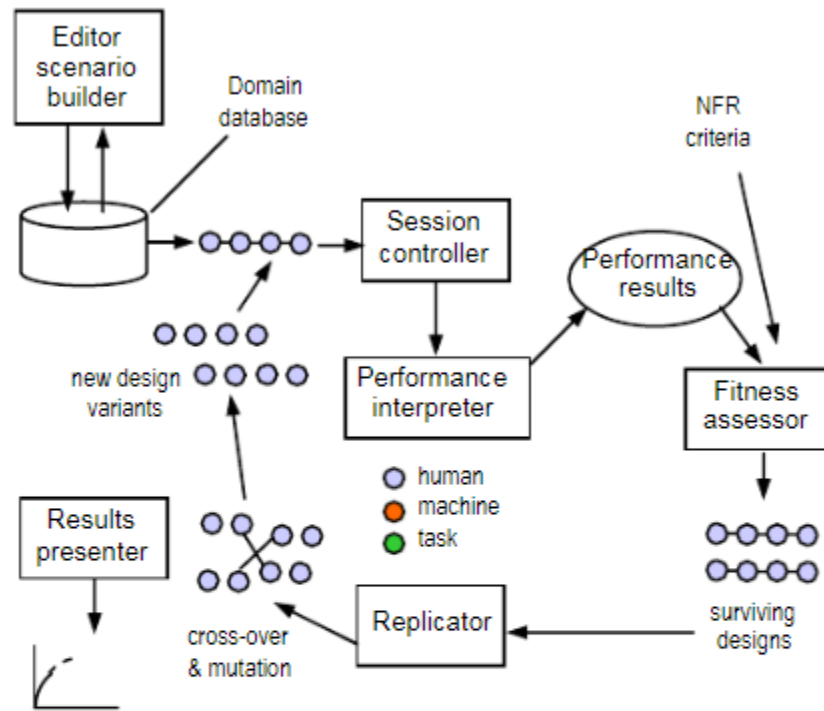 Editor
scenario
builder
Domain
database
NFR
criteria
Session
controller
Performance
results
new design
variants
Performance
interpreter
Fitness
assessor
human
machine
task
Results
presenter
cross-over
& mutation
Replicator
surviving
designs